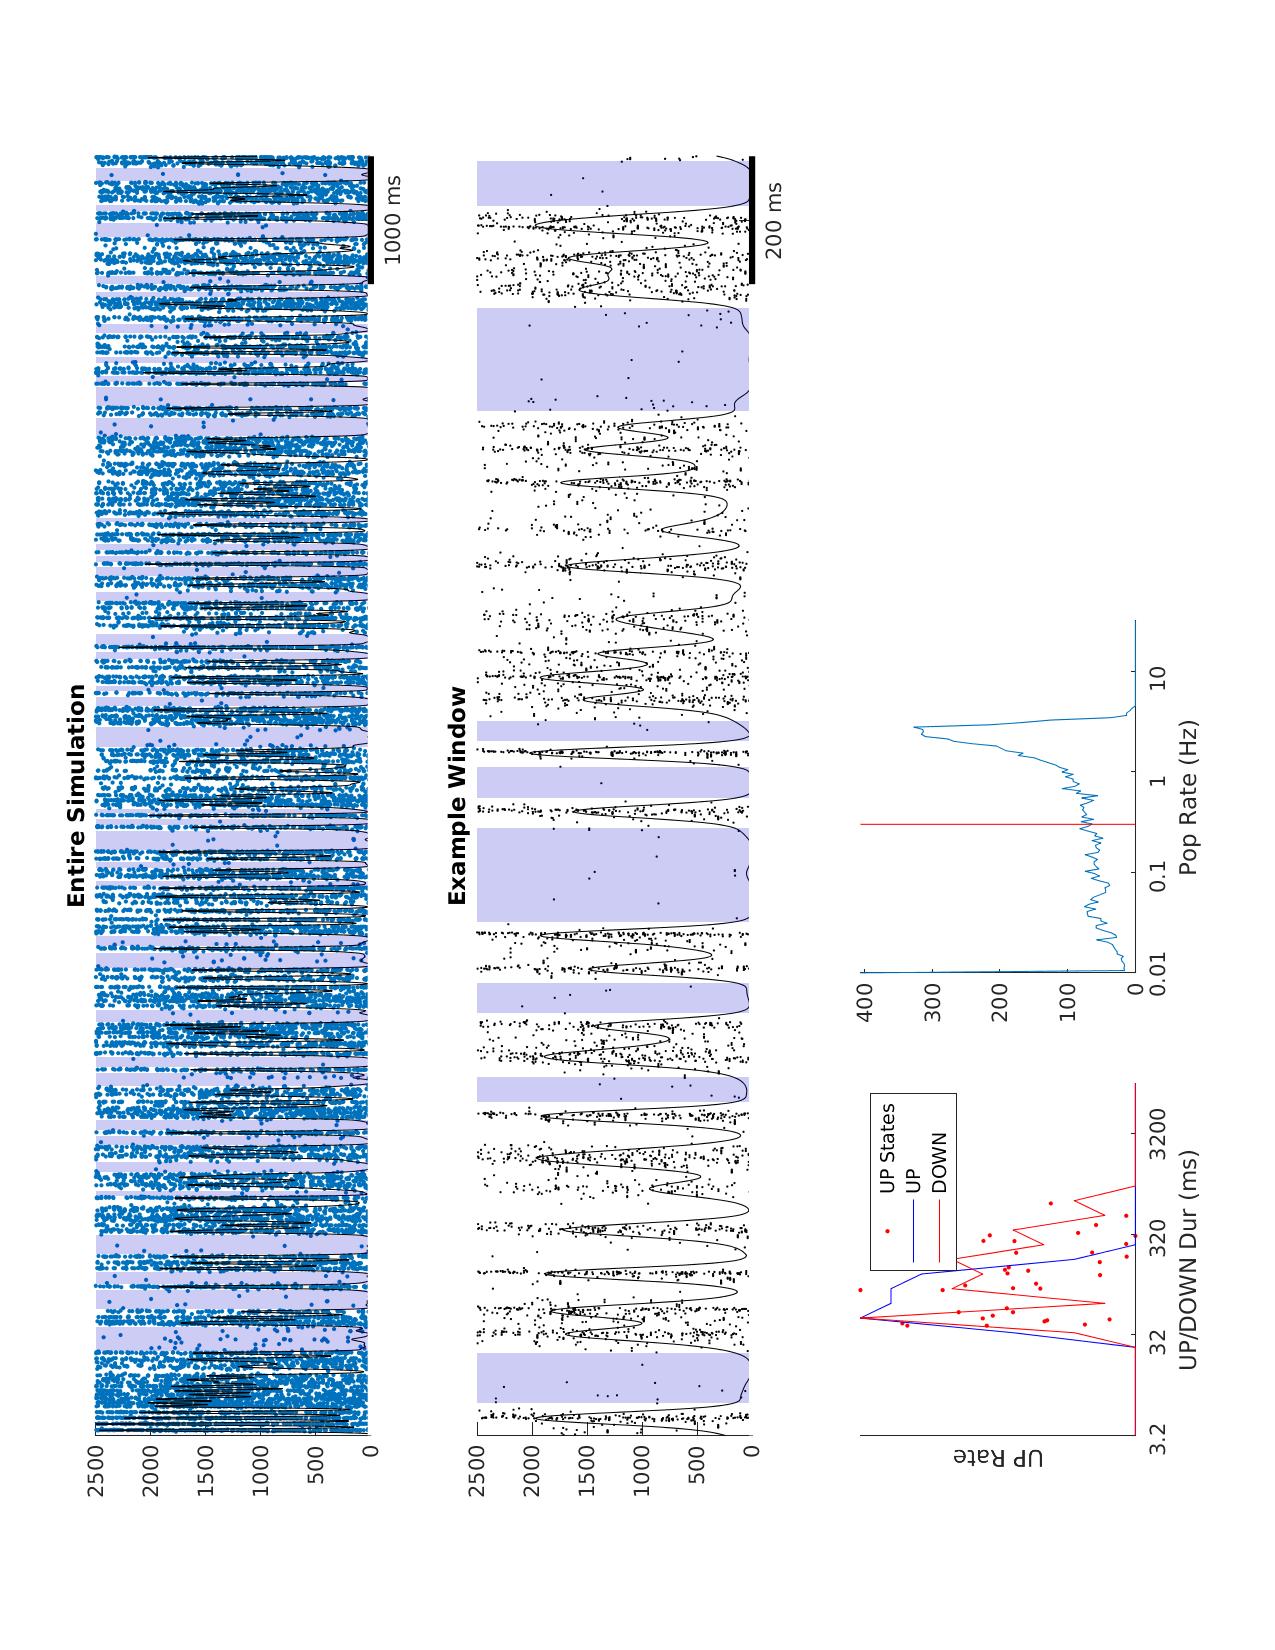 Entire Simulation
2500
2000
1500
1000
500
0
1000 ms
Example Window
2500
2000
1500
1000
500
0
200 ms
UP Rate
UP States
UP
DOWN
3.2 32 320 3200
UP/DOWN Dur (ms)
400
300
200
100
0
0.01 0.1 1 10
Pop Rate (Hz)